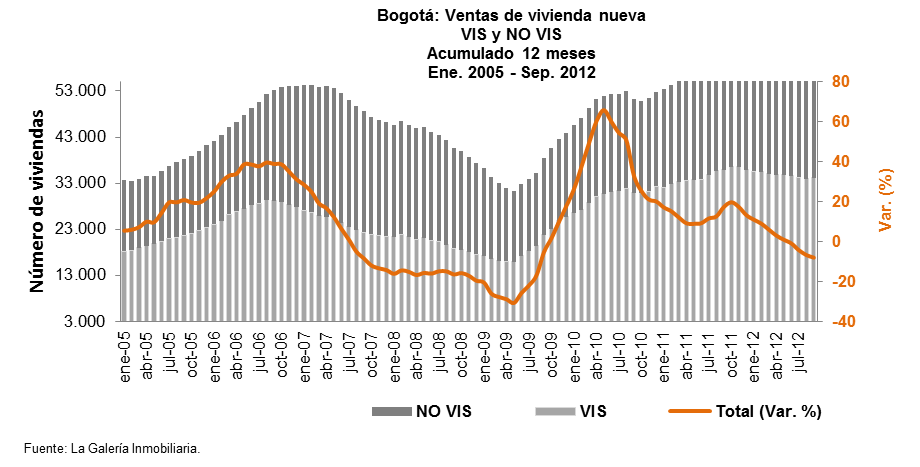 Bogotá: Ventas de vivienda nueva
VIS y NO VIS
Acumulado 12 meses
Ene. 2005 - Sep. 2012
Número de viviendas
53.000
43.000
33.000
23.000
13.000
3.000
80
60
40
20
0
-20
-40
Var. (%)
ene-05
abr-05
jul-05
oct-05
ene-06
abr-06
jul-06
oct-06
ene-07
abr-07
jul-07
oct-07
ene-08
abr-08
jul-08
oct-08
ene-09
abr-09
jul-09
oct-09
ene-10
abr-10
jul-10
oct-10
ene-11
abr-11
jul-11
oct-11
ene-12
abr-12
jul-12
NO VIS
VIS
Total (Var. %)
Fuente: La Galería Inmobiliaria.